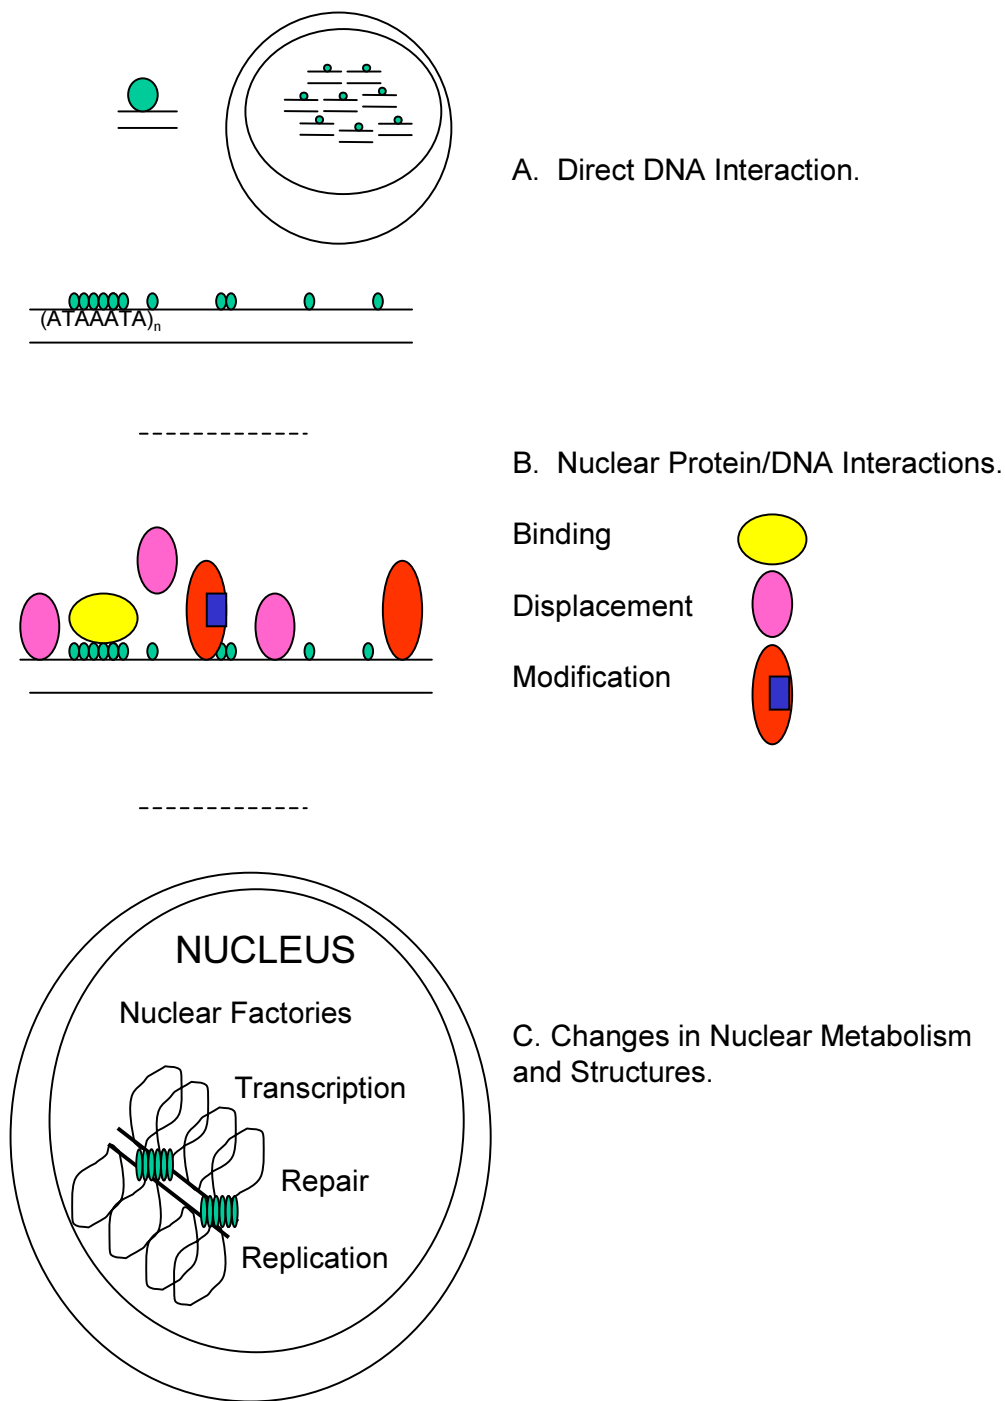 A. Direct DNA Interaction.
(ATAAATA)n
B. Nuclear Protein/DNA Interactions.
Binding
Displacement
Modification
NUCLEUS
Nuclear Factories
Transcription
Repair
Replication
C. Changes in Nuclear Metabolism
and Structures.